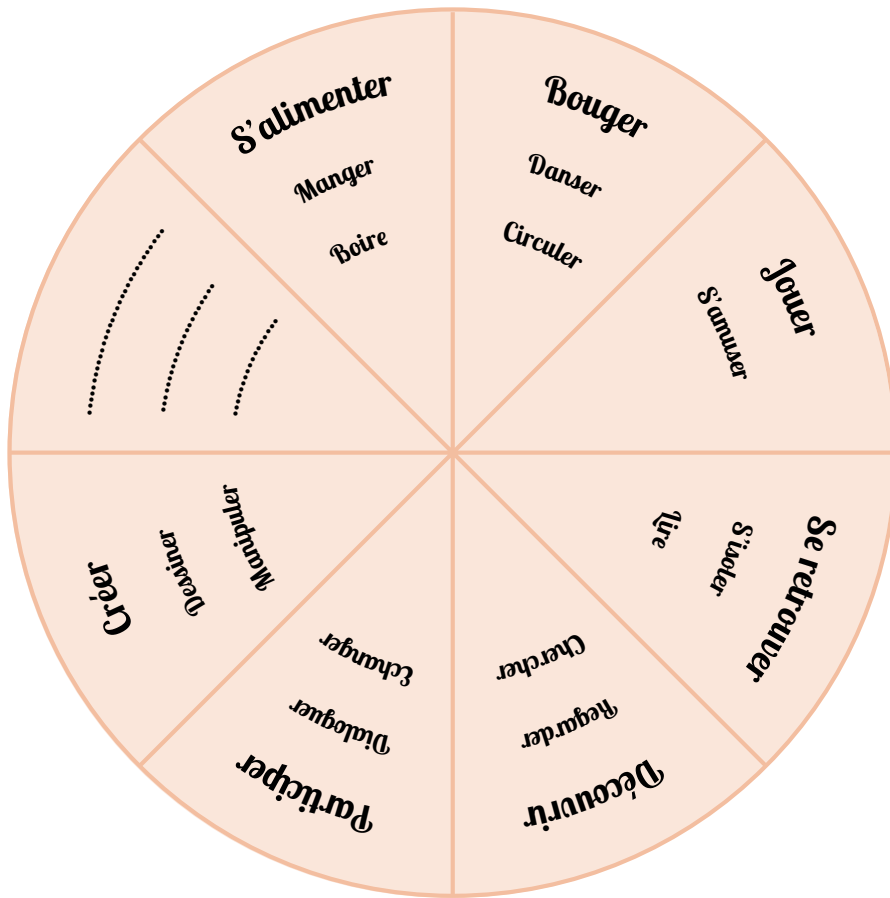 S'alimenter
Manger
Boire
Bouger
Danser
Circuler
Jouer
S'amuser
Se retrouver
S'isoler
Lire
Découvrir
Regarder
Chercher
Participer
Dialoguer
Echanger
Créer
Dessiner
Manipuler